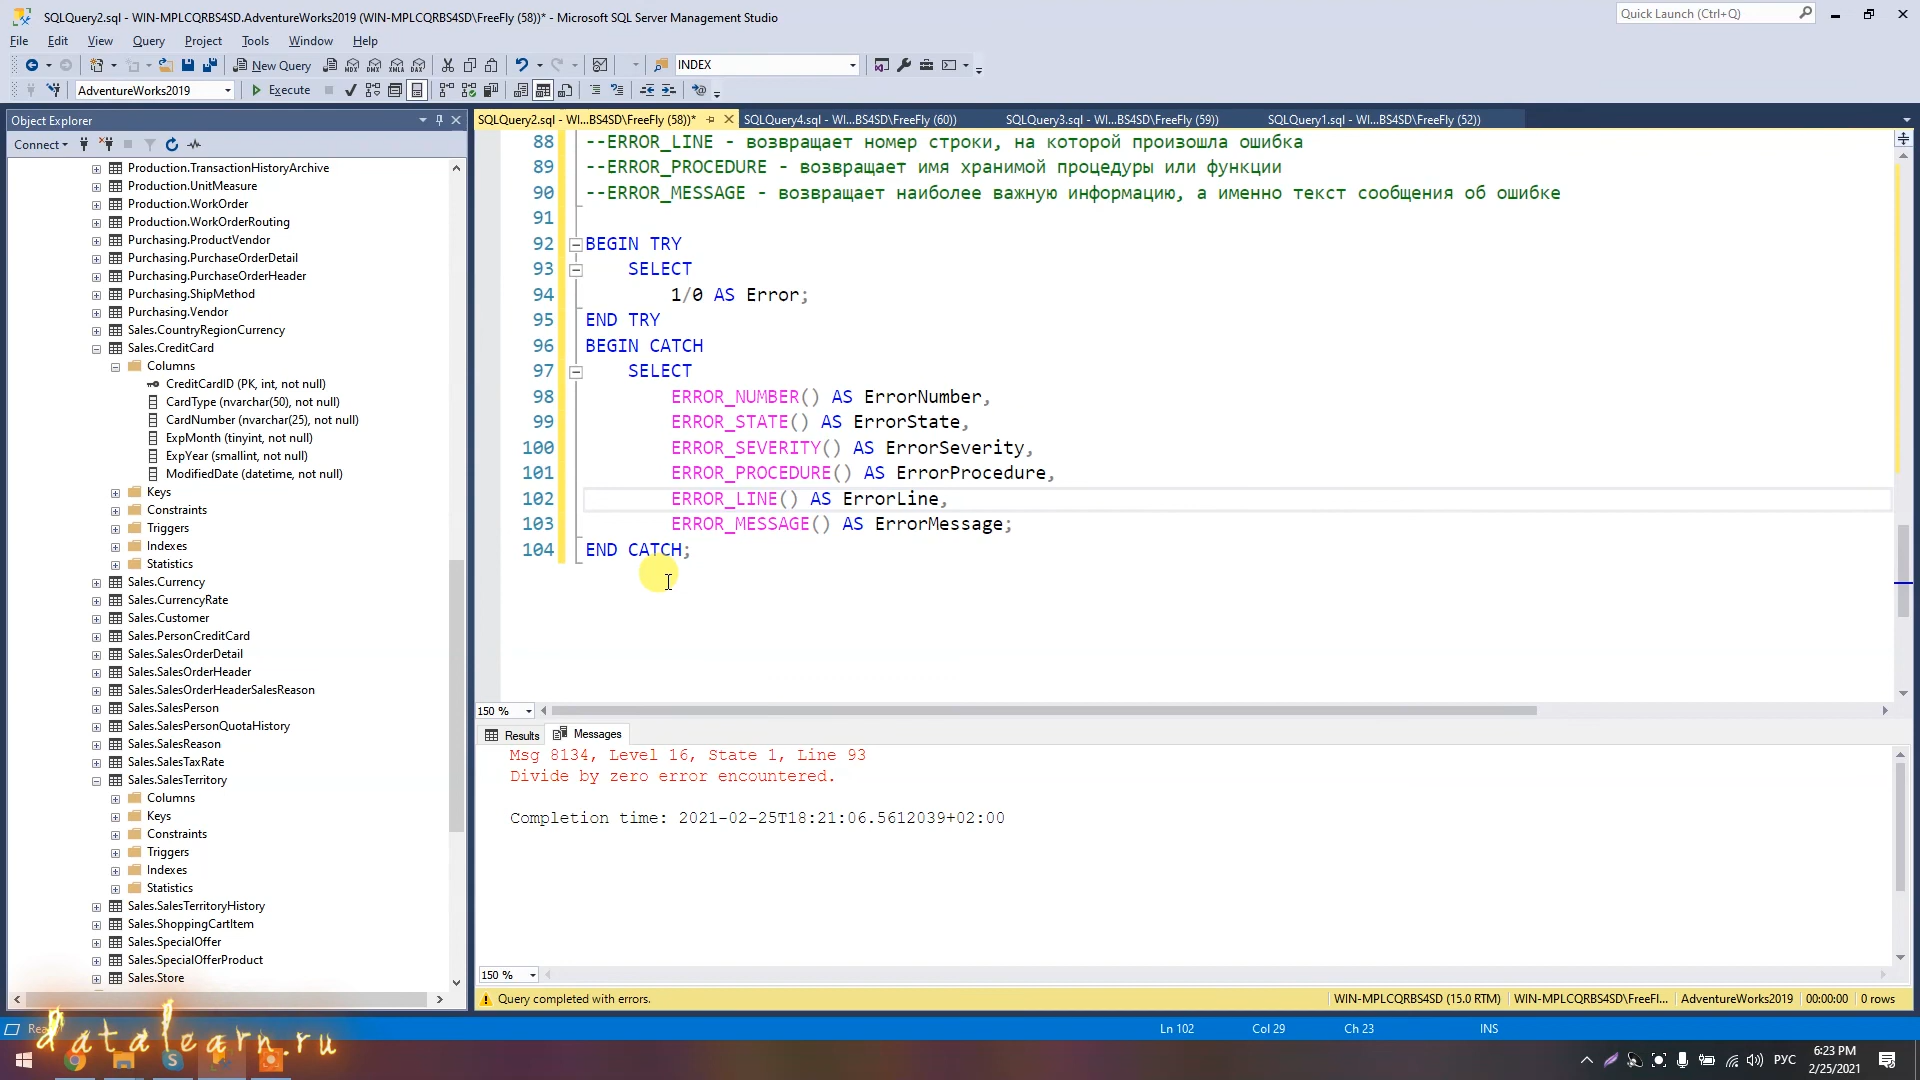 SQLQuery2.sql - WIN-MPLCQRBS4SD.AdventureWorks2019 (WIN-MPLCQRBS4SD\FreeFly (58))* - Microsoft SQL Server Management Studio
Quick Launch (Ctrl+Q)
File Edit View Query Project Tools Window Help
New Query
INDEX
AdventureWorks2019
Execute
Object Explorer
SQLQuery2.sql - WI...BS4SD\FreeFly (58))*
SQLQuery4.sql - WI...BS4SD\FreeFly (60))
SQLQuery3.sql - WI...BS4SD\FreeFly (59))
SQLQuery1.sql - WI...BS4SD\FreeFly (52))
Connect
Production.TransactionHistoryArchive
Production.UnitMeasure
Production.WorkOrder
Production.WorkOrderRouting
Purchasing.ProductVendor
Purchasing.PurchaseOrderDetail
Purchasing.PurchaseOrderHeader
Purchasing.ShipMethod
Purchasing.Vendor
Sales.CountryRegionCurrency
Sales.CreditCard
Columns
CreditCardID (PK, int, not null)
CardType (nvarchar(50), not null)
CardNumber (nvarchar(25), not null)
ExpMonth (tinyint, not null)
ExpYear (smallint, not null)
ModifiedDate (datetime, not null)
Keys
Constraints
Triggers
Indexes
Statistics
Sales.Currency
Sales.CurrencyRate
Sales.Customer
Sales.PersonCreditCard
Sales.SalesOrderDetail
Sales.SalesOrderHeader
Sales.SalesOrderHeaderSalesReason
Sales.SalesPerson
Sales.SalesPersonQuotaHistory
Sales.SalesReason
Sales.SalesTaxRate
Sales.SalesTerritory
Columns
Keys
Constraints
Triggers
Indexes
Statistics
Sales.SalesTerritoryHistory
Sales.ShoppingCartItem
Sales.SpecialOffer
Sales.SpecialOfferProduct
Sales.Store
88 --ERROR_LINE - возвращает номер строки, на которой произошла ошибка
89 --ERROR_PROCEDURE - возвращает имя хранимой процедуры или функции
90 --ERROR_MESSAGE - возвращает наиболее важную информацию, а именно текст сообщения об ошибке
91
92 BEGIN TRY
93 SELECT
94 1/0 AS Error;
95 END TRY
96 BEGIN CATCH
97 SELECT
98 ERROR_NUMBER() AS ErrorNumber,
99 ERROR_STATE() AS ErrorState,
100 ERROR_SEVERITY() AS ErrorSeverity,
101 ERROR_PROCEDURE() AS ErrorProcedure,
102 ERROR_LINE() AS ErrorLine,
103 ERROR_MESSAGE() AS ErrorMessage;
104 END CATCH;
150 %
Results Messages
Msg 8134, Level 16, State 1, Line 93
Divide by zero error encountered.
Completion time: 2021-02-25T18:21:06.5612039+02:00
150 %
Query completed with errors.
WIN-MPLCQRBS4SD (15.0 RTM) WIN-MPLCQRBS4SD\FreeFl... AdventureWorks2019 00:00:00 0 rows
Ln 102 Col 29 Ch 23 INS
datalearn.ru
РУС
6:23 PM
2/25/2021